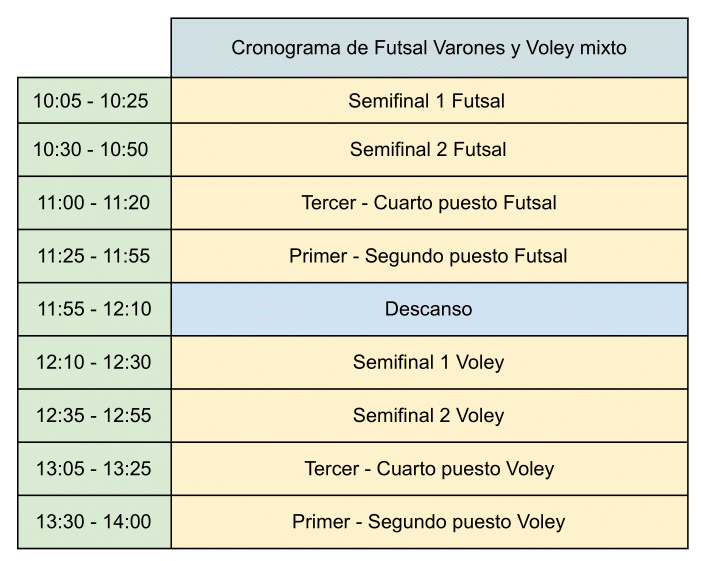 Cronograma de Futsal Varones y Voley mixto
10:05 - 10:25 Semifinal 1 Futsal
10:30 - 10:50 Semifinal 2 Futsal
11:00 - 11:20 Tercer - Cuarto puesto Futsal
11:25 - 11:55 Primer - Segundo puesto Futsal
11:55 - 12:10 Descanso
12:10 - 12:30 Semifinal 1 Voley
12:35 - 12:55 Semifinal 2 Voley
13:05 - 13:25 Tercer - Cuarto puesto Voley
13:30 - 14:00 Primer - Segundo puesto Voley